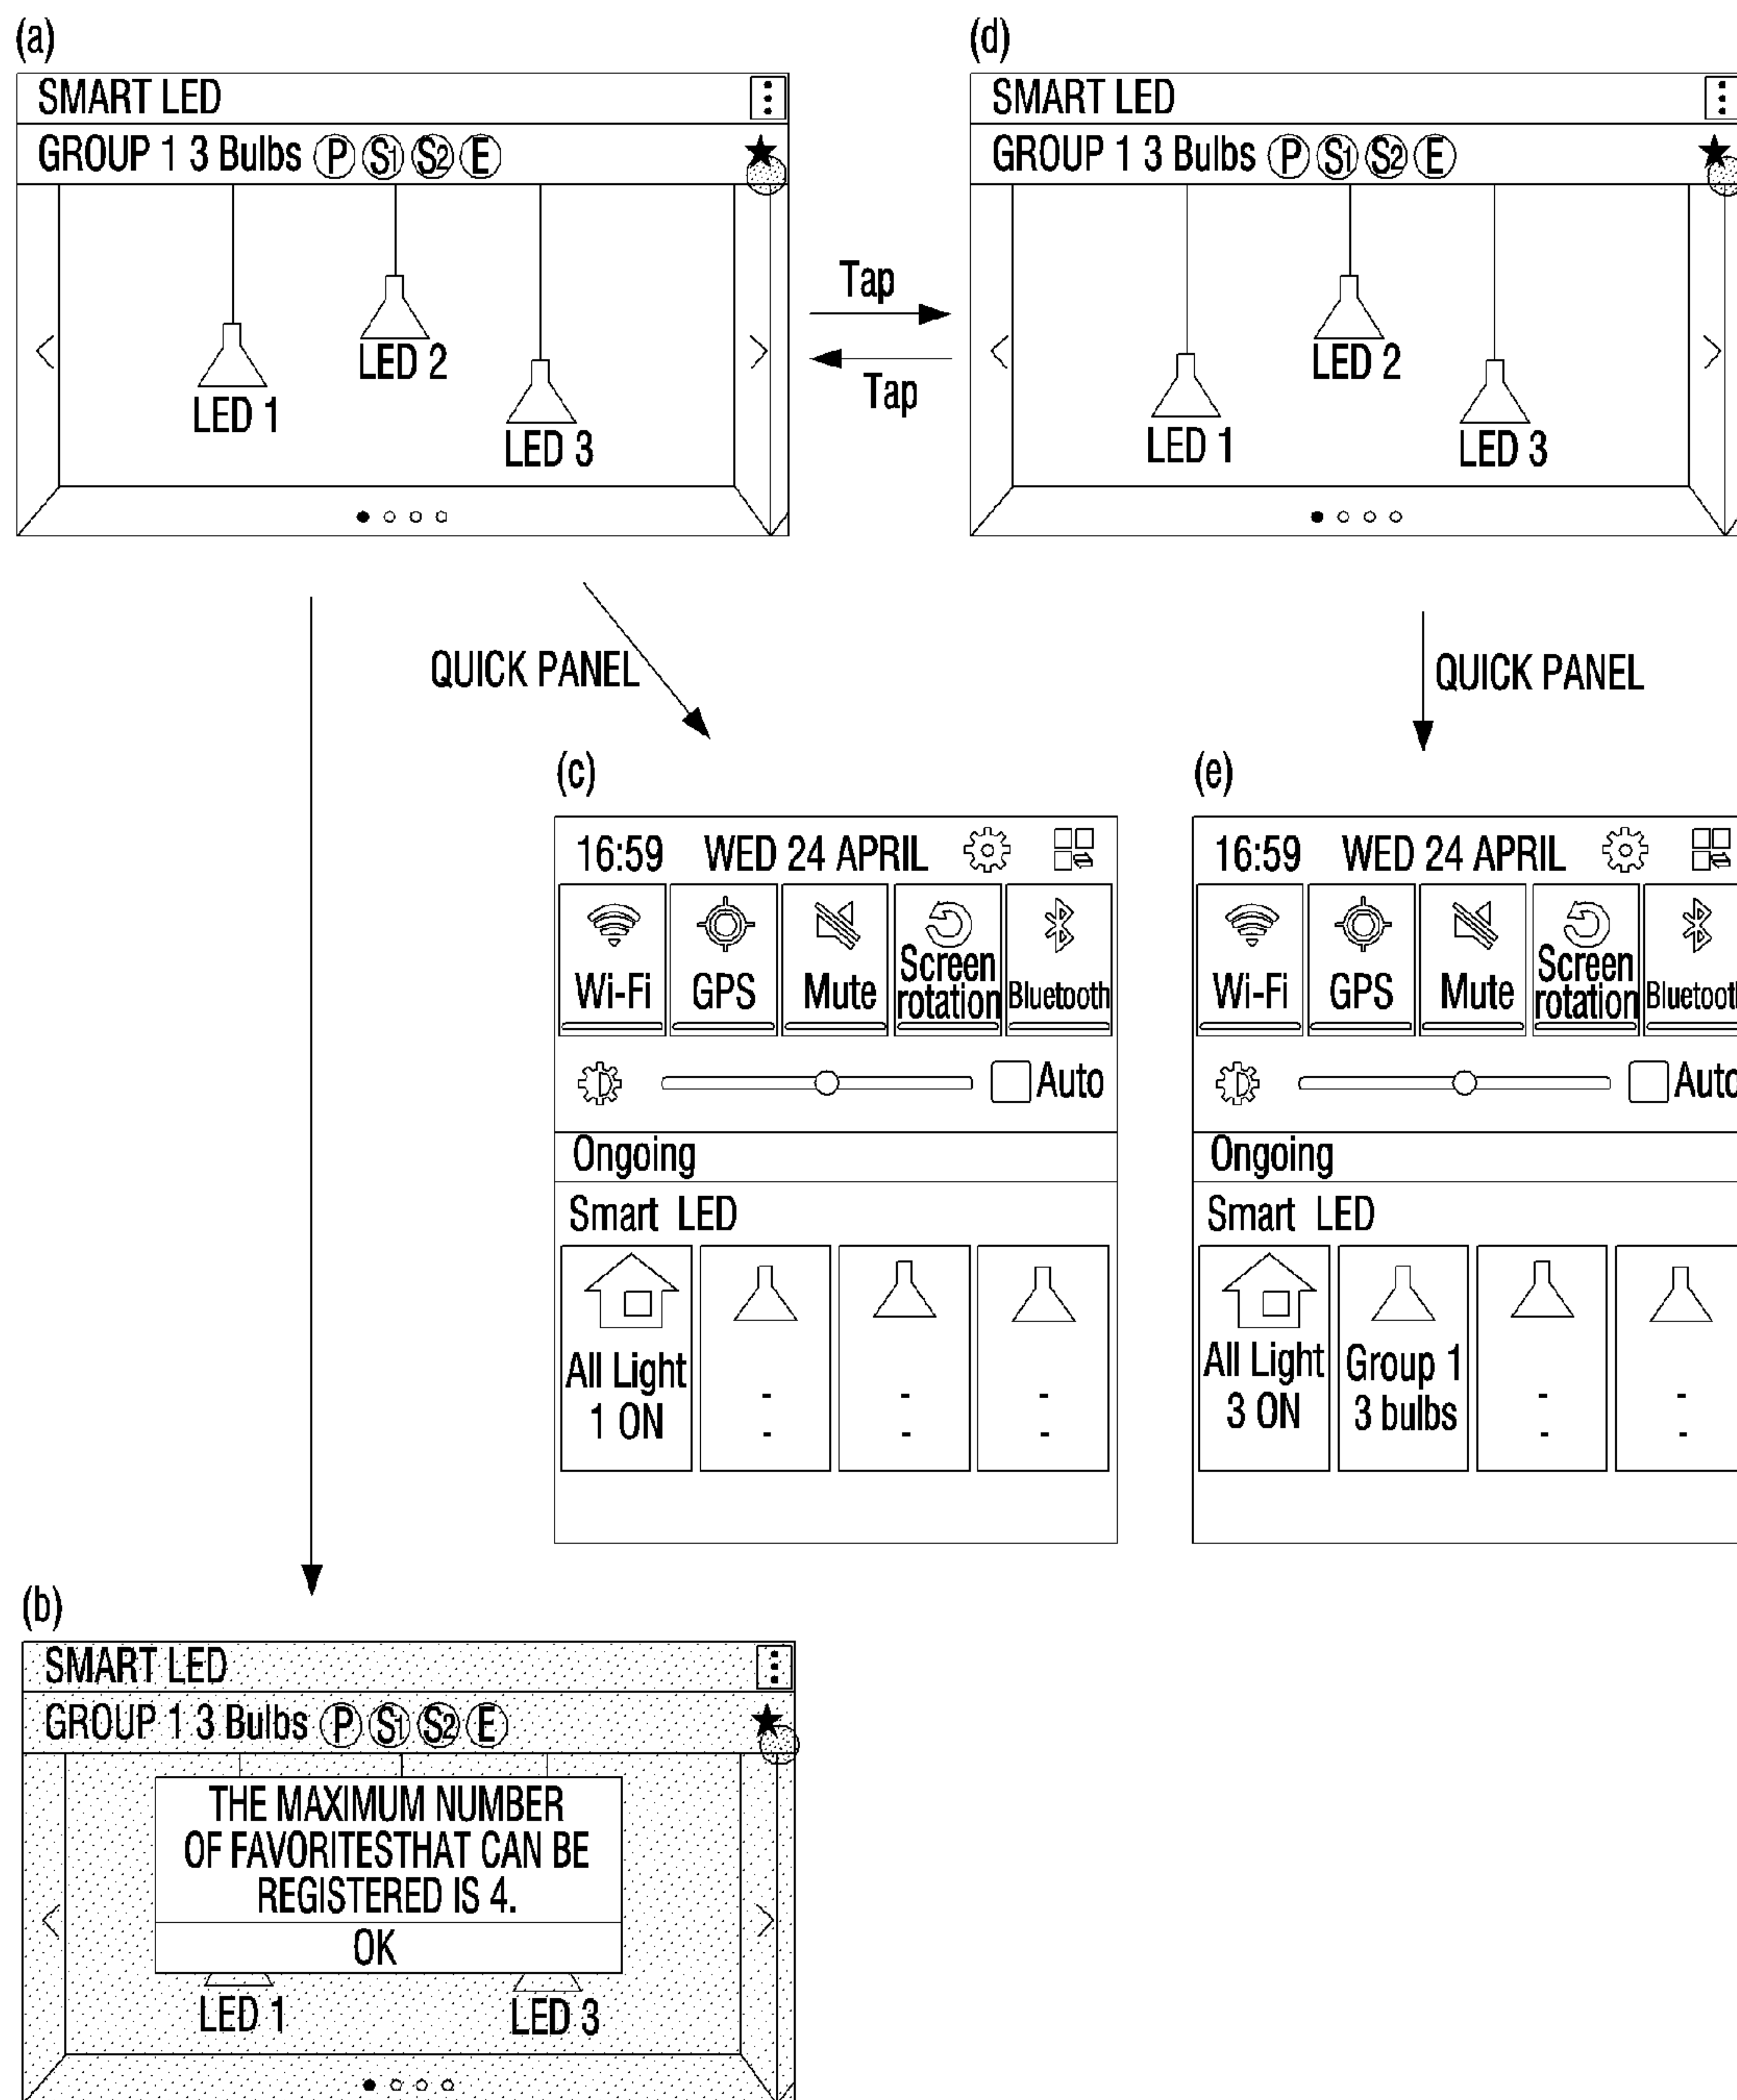 (a)
SMART LED
GROUP 1 3 Bulbs P S1 S2 E
LED 1
LED 2
LED 3
Tap
Tap
(d)
SMART LED
GROUP 1 3 Bulbs P S1 S2 E
LED 1
LED 2
LED 3
QUICK PANEL
QUICK PANEL
(c)
16:59 WED 24 APRIL
Wi-Fi GPS Mute Screen rotation Bluetooth
Auto
Ongoing
Smart LED
All Light
1 ON
- - -
- - -
(e)
16:59 WED 24 APRIL
Wi-Fi GPS Mute Screen rotation Bluetooth
Auto
Ongoing
Smart LED
All Light Group 1 - -
3 ON 3 bulbs - -
(b)
SMART LED
GROUP 1 3 Bulbs P S1 S2 E
THE MAXIMUM NUMBER
OF FAVORITESTHAT CAN BE
REGISTERED IS 4.
OK
LED 1
LED 3